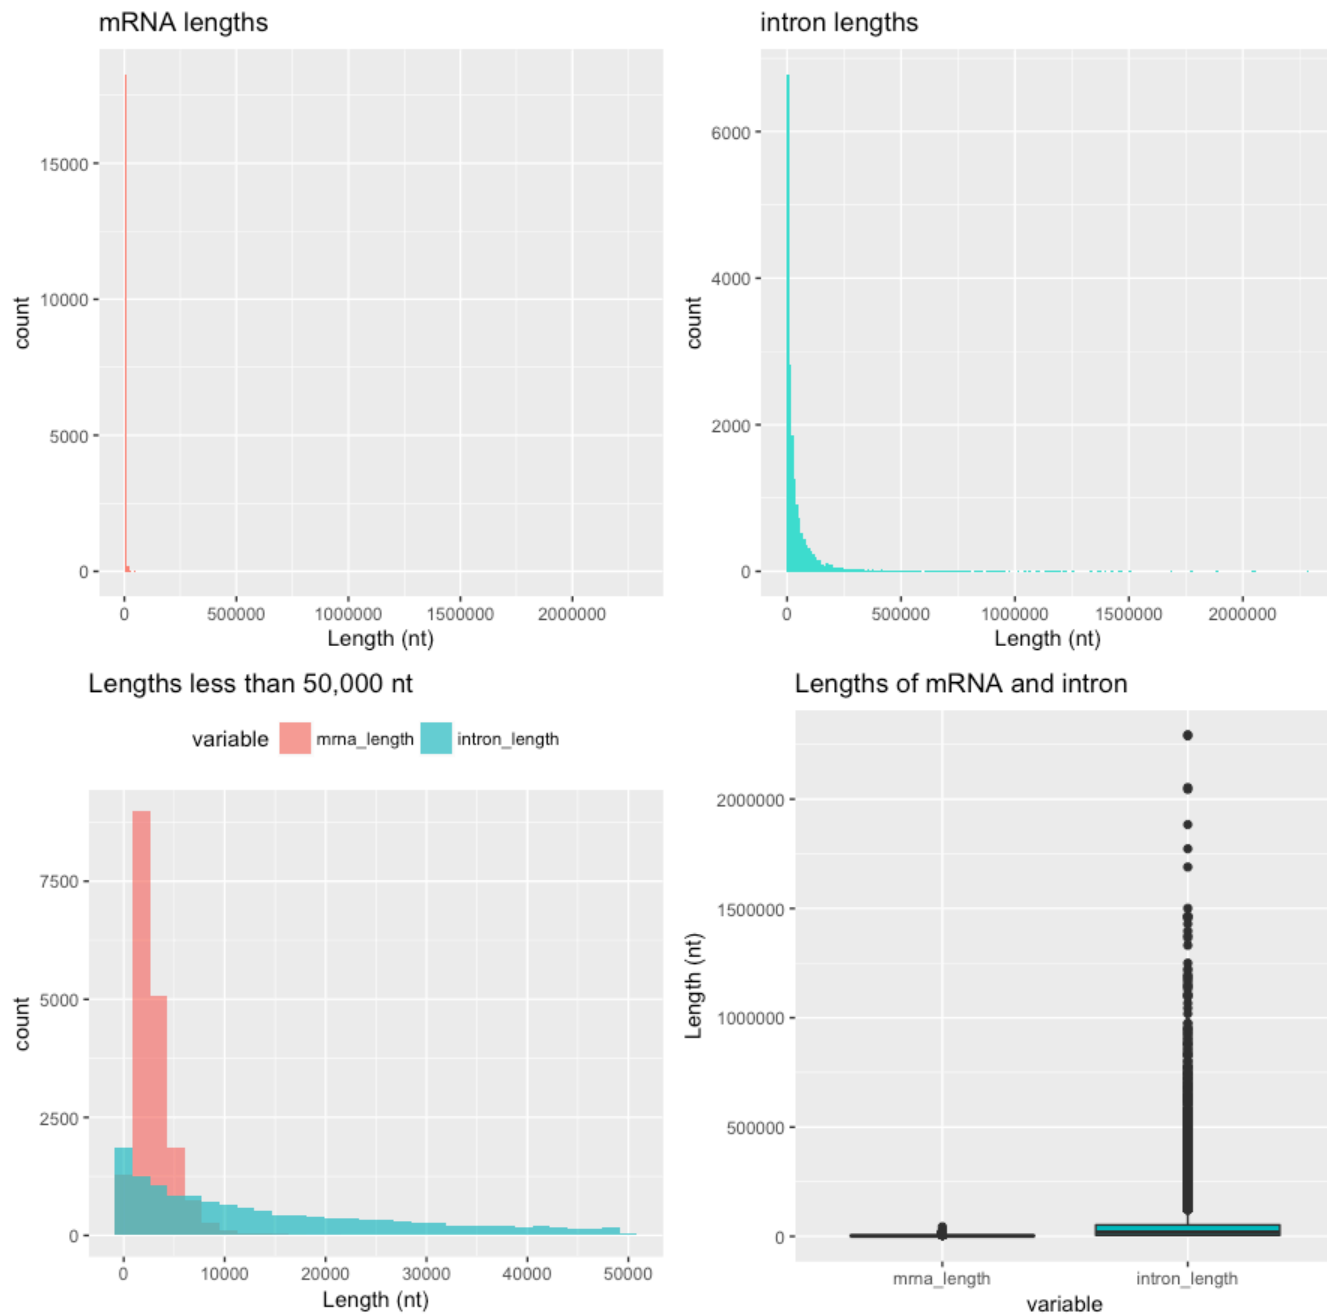 mRNA lengths
count
15000
10000
5000
0
0 500000 1000000 1500000 2000000
Length (nt)
intron lengths
count
6000
4000
2000
0
0 500000 1000000 1500000 2000000
Length (nt)
Lengths less than 50,000 nt
variable mrna_length intron_length
count
7500
5000
2500
0
0 10000 20000 30000 40000 50000
Length (nt)
Lengths of mRNA and intron
Length (nt)
2000000
1500000
1000000
500000
0
mrna_length intron_length
variable